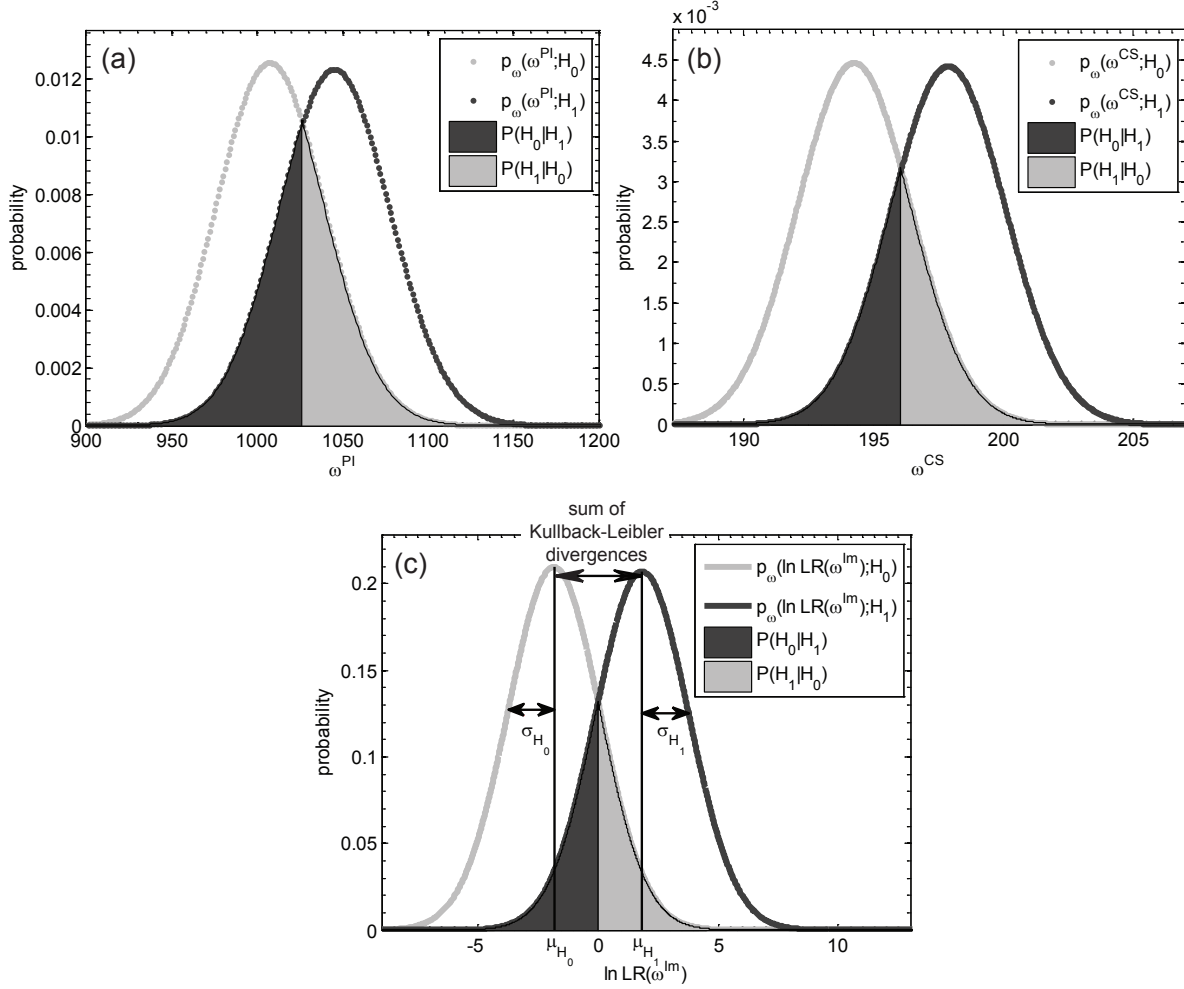 (a)
p_ω(ω^PI;H_0)
p_ω(ω^PI;H_1)
P(H_0|H_1)
P(H_1|H_0)
probability
0.012
0.01
0.008
0.006
0.004
0.002
0
900
950
1000
1050
1100
1150
1200
ω^PI
x 10^-3
(b)
p_ω(ω^CS;H_0)
p_ω(ω^CS;H_1)
P(H_0|H_1)
P(H_1|H_0)
probability
4.5
4
3.5
3
2.5
2
1.5
1
0.5
0
190
195
200
205
ω^CS
sum of
Kullback-Leibler
divergences
(c)
p_ω(ln LR(ω^Im);H_0)
p_ω(ln LR(ω^Im);H_1)
P(H_0|H_1)
P(H_1|H_0)
σ_H_0
σ_H_1
probability
0.2
0.15
0.1
0.05
0
-5
μ_H_0
0
μ_H_1
5
10
ln LR(ω^Im)